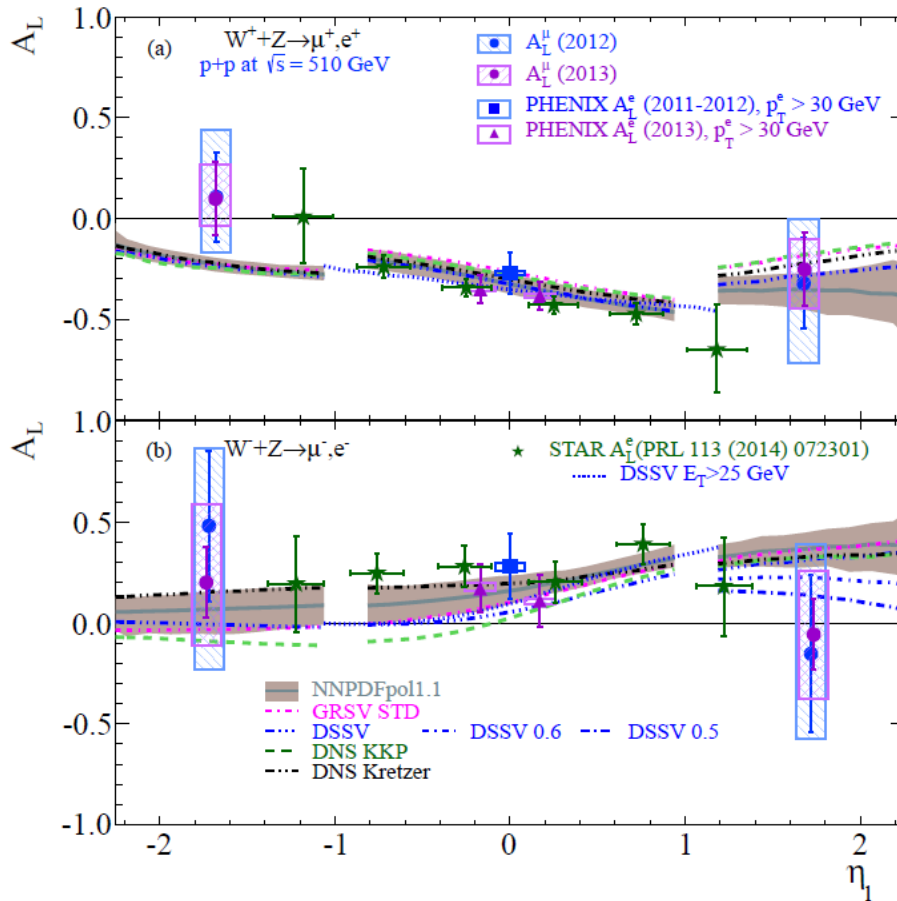 A_L
1.0
(a)
W⁺+Z→μ⁺,e⁺
p+p at √s = 510 GeV
A_L^μ (2012)
A_L^μ (2013)
PHENIX A_L^e (2011-2012), p_T^e > 30 GeV
PHENIX A_L^e (2013), p_T^e > 30 GeV
0.5
0.0
-0.5
A_L
1.0
(b)
W⁻+Z→μ⁻,e⁻
STAR A_L^e(PRL 113 (2014) 072301)
DSSV E_T>25 GeV
0.5
0.0
NNPDFpol1.1
GRSV STD
DSSV DSSV 0.6 DSSV 0.5
DNS KKP
DNS Kretzer
-0.5
-1.0
-2 -1 0 1 2
η_l